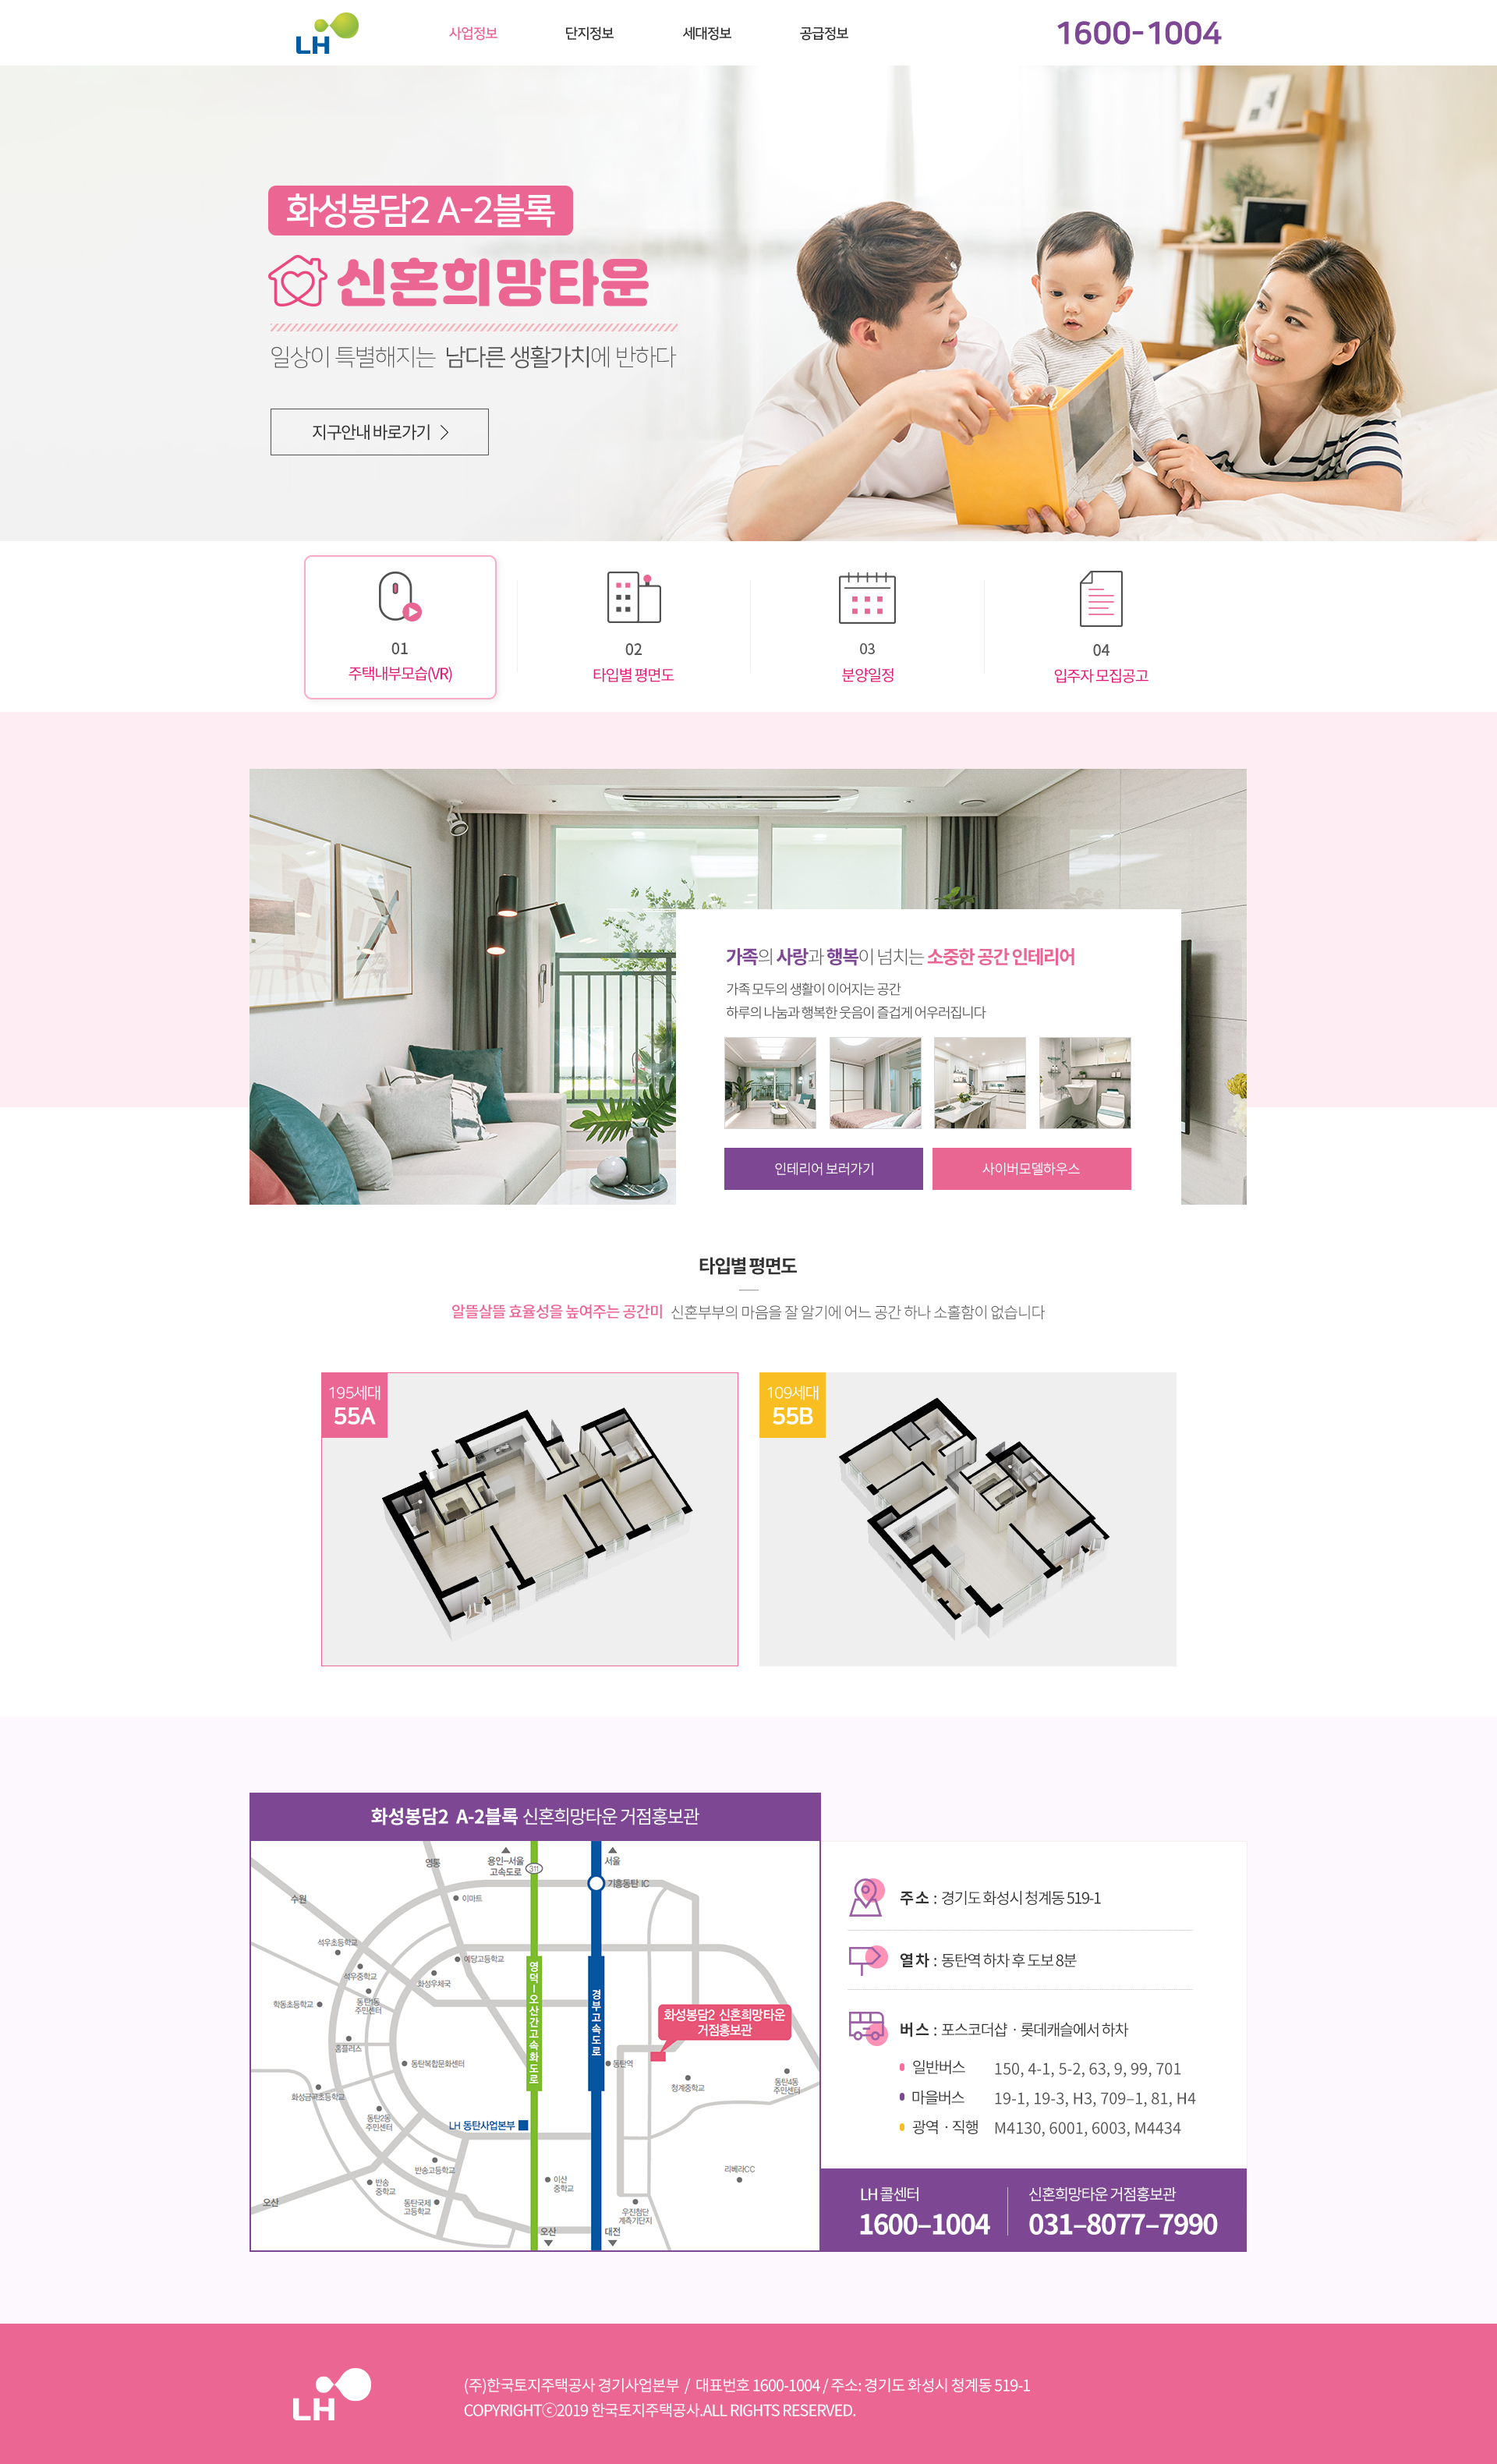 LH
사업정보
단지정보
세대정보
공급정보
1600-1004
화성봉담2 A-2블록
신혼희망타운
일상이 특별해지는 남다른 생활가치에 반하다
지구안내 바로가기
01
주택내부모습(VR)
02
타입별 평면도
03
분양일정
04
입주자 모집공고
가족의 사랑과 행복이 넘치는 소중한 공간 인테리어
가족 모두의 생활이 이어지는 공간
하루의 나눔과 행복한 웃음이 즐겁게 어우러집니다
인테리어 보러가기
사이버모델하우스
타입별 평면도
알뜰살뜰 효율성을 높여주는 공간미 신혼부부의 마음을 잘 알기에 어느 공간 하나 소홀함이 없습니다
195세대
55A
109세대
55B
화성봉담2 A-2블록 신혼희망타운 거점홍보관
영통
용인-서울
고속도로
311
서울
기흥동탄 IC
수원
이마트
석우초등학교
예당고등학교
석우중학교
화성우체국
학동초등학교
동탄1동
주민센터
영덕-오산간고속화도로
경부고속도로
화성봉담2 신혼희망타운
거점홍보관
홈플러스
동탄복합문화센터
동탄역
청계중학교
동탄4동
주민센터
화성금곡초등학교
동탄2동
주민센터
LH 동탄사업본부
반송고등학교
반송
중학교
이산
중학교
리베라CC
오산
동탄국제
고등학교
우진첨단
계측기단지
오산
대전
주소 : 경기도 화성시 청계동 519-1
열차 : 동탄역 하차 후 도보 8분
버스 : 포스코더샵 · 롯데캐슬에서 하차
일반버스 150, 4-1, 5-2, 63, 9, 99, 701
마을버스 19-1, 19-3, H3, 709–1, 81, H4
광역 · 직행 M4130, 6001, 6003, M4434
LH 콜센터
1600–1004
신혼희망타운 거점홍보관
031–8077–7990
LH
(주)한국토지주택공사 경기사업본부 / 대표번호 1600-1004 / 주소: 경기도 화성시 청계동 519-1
COPYRIGHTⓒ2019 한국토지주택공사.ALL RIGHTS RESERVED.